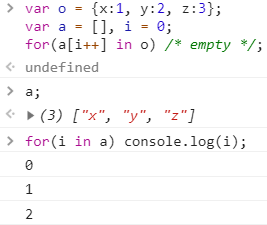 > var o = {x:1, y:2, z:3};
var a = [], i = 0;
for(a[i++] in o) /* empty */;
undefined
> a;
(3) ["x", "y", "z"]
> for(i in a) console.log(i);
0
1
2